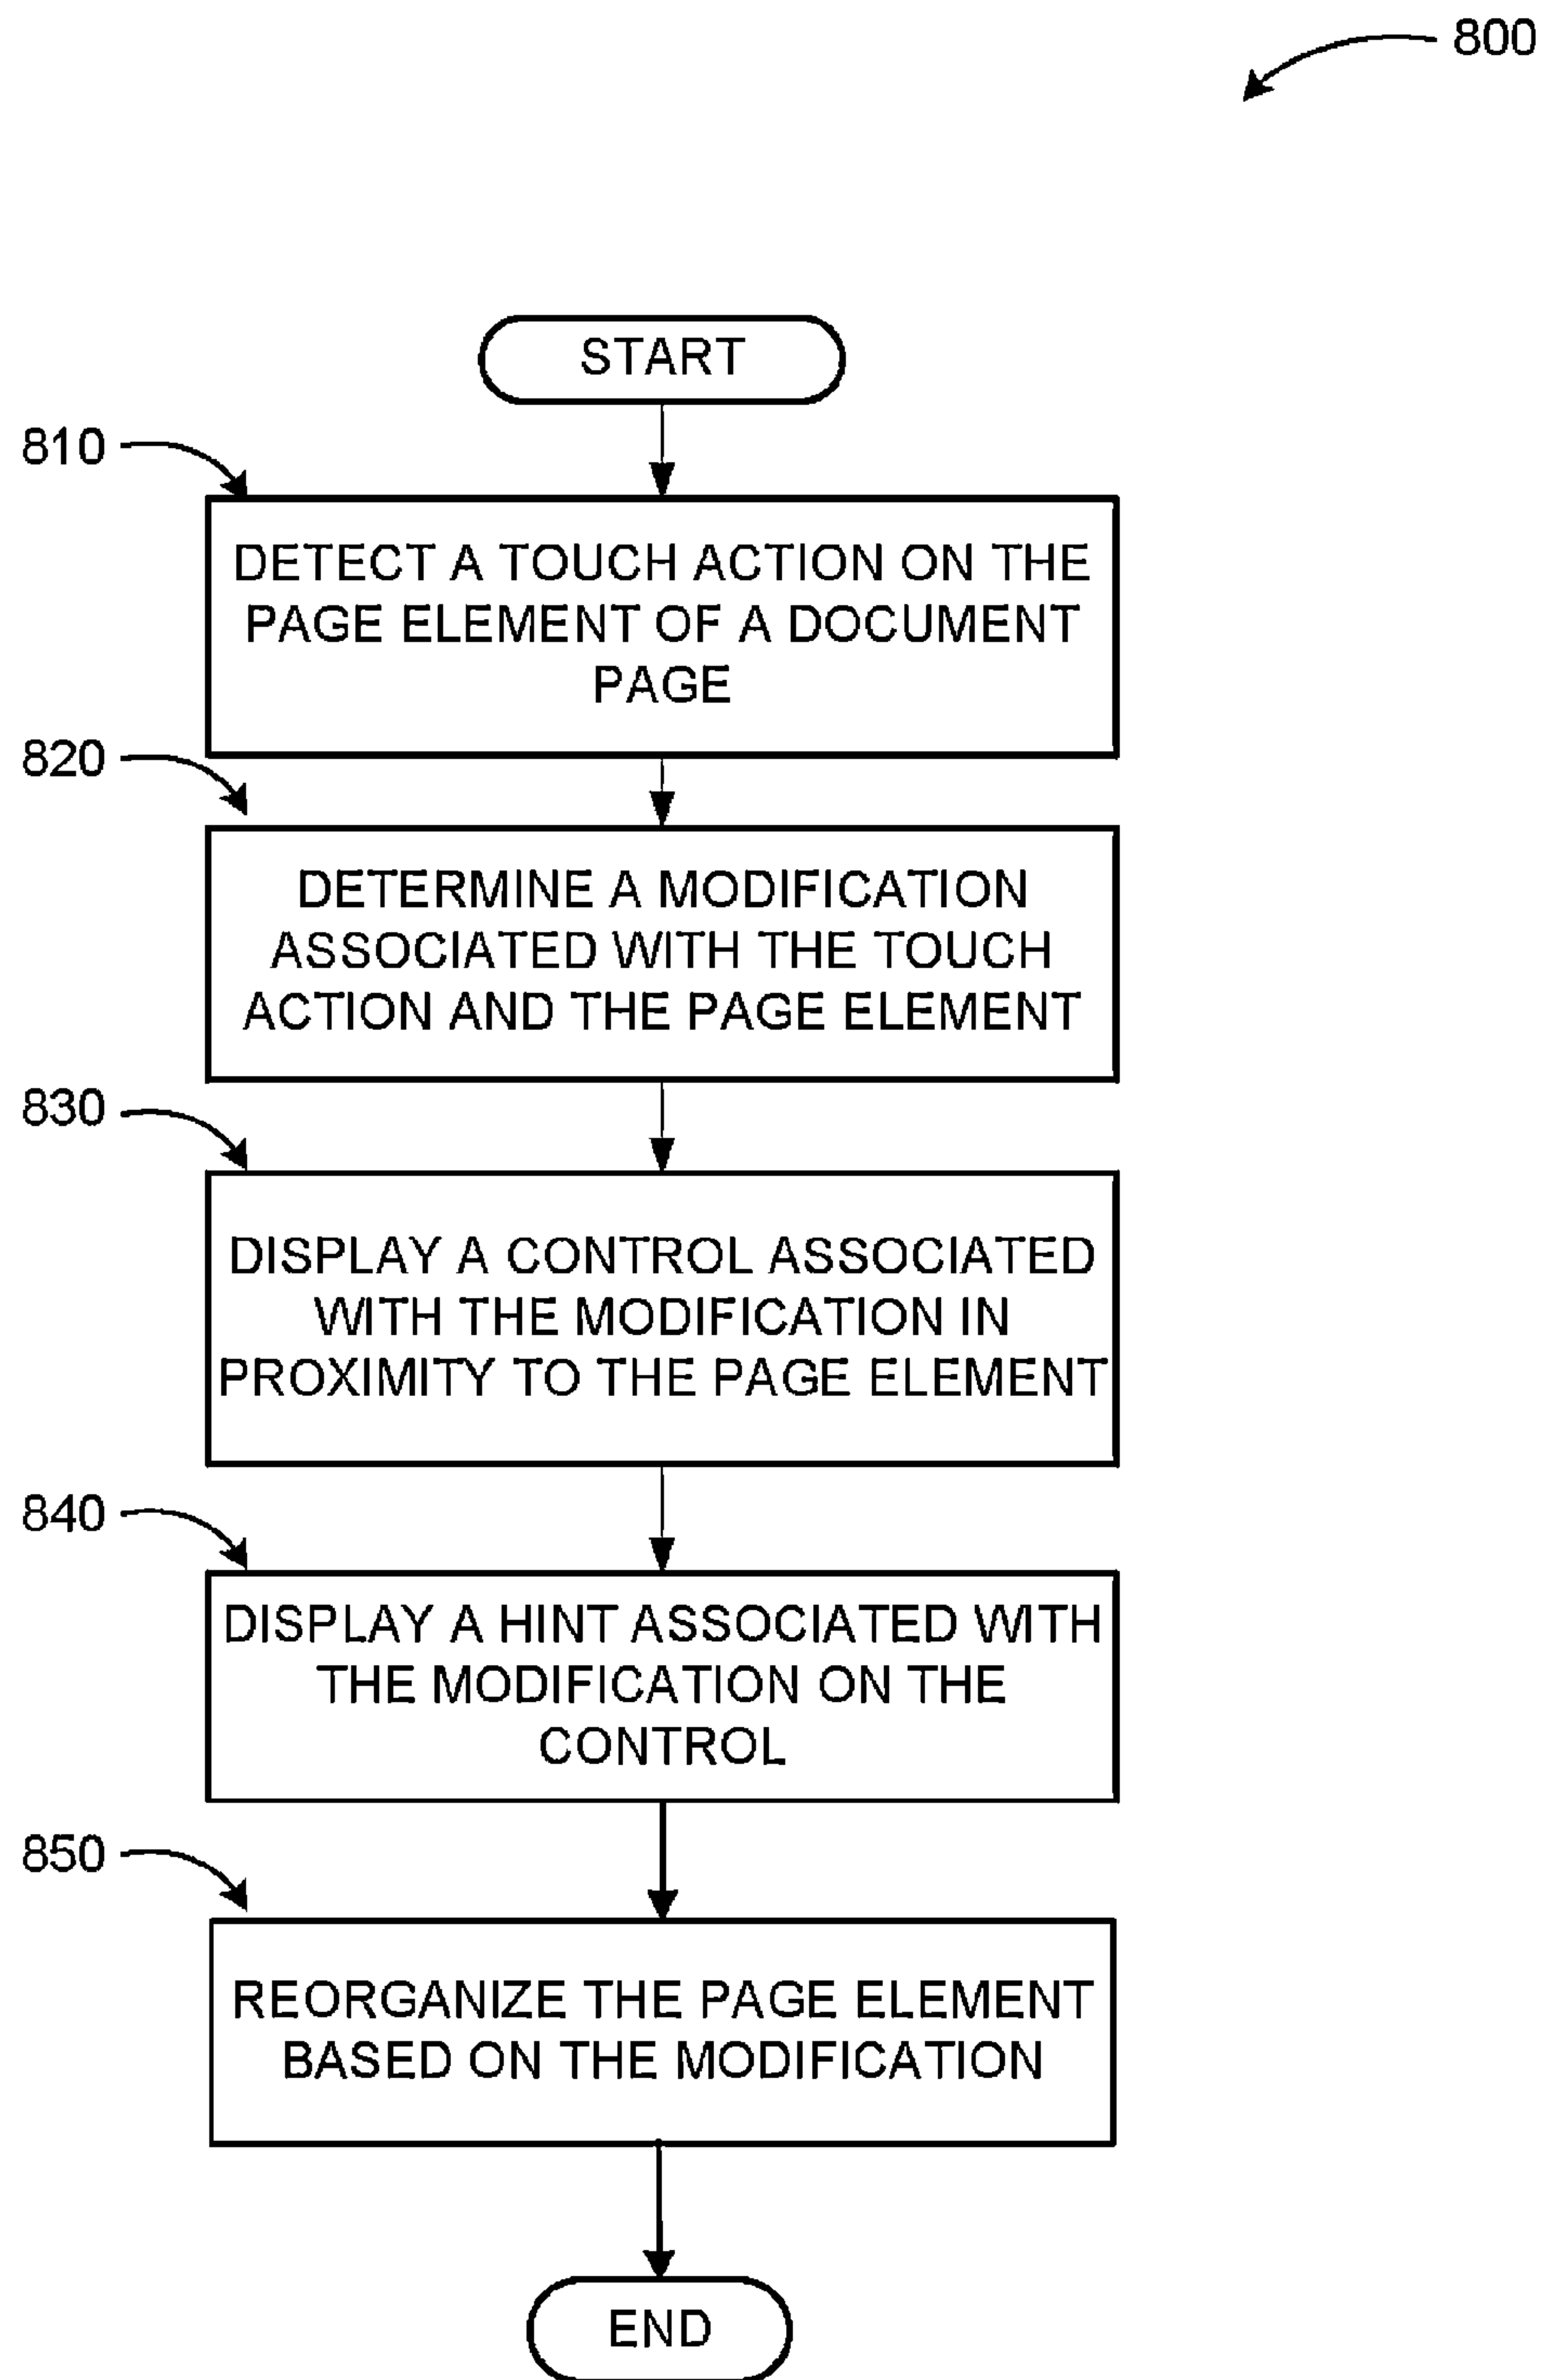 800
START
810
DETECT A TOUCH ACTION ON THE
PAGE ELEMENT OF A DOCUMENT
PAGE
820
DETERMINE A MODIFICATION
ASSOCIATED WITH THE TOUCH
ACTION AND THE PAGE ELEMENT
830
DISPLAY A CONTROL ASSOCIATED
WITH THE MODIFICATION IN
PROXIMITY TO THE PAGE ELEMENT
840
DISPLAY A HINT ASSOCIATED WITH
THE MODIFICATION ON THE
CONTROL
850
REORGANIZE THE PAGE ELEMENT
BASED ON THE MODIFICATION
END